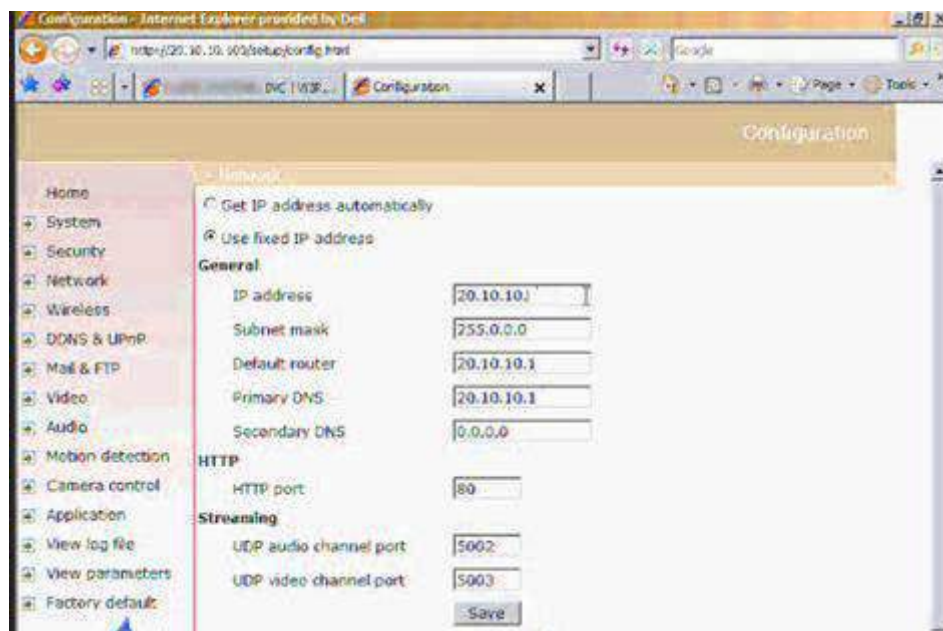 Configuration - Internet Explorer provided by Dell
Configuration
Page
Tools
Configuration
Network
Home
System
Security
Network
Wireless
DDNS & UPnP
Mail & FTP
Video
Audio
Motion detection
Camera control
Application
View log file
View parameters
Factory default
Get IP address automatically
Use fixed IP address
General
IP address 20.10.10.
Subnet mask 255.0.0.0
Default router 20.10.10.1
Primary DNS 20.10.10.1
Secondary DNS 0.0.0.0
HTTP
HTTP port 80
Streaming
UDP audio channel port 5002
UDP video channel port 5003
Save